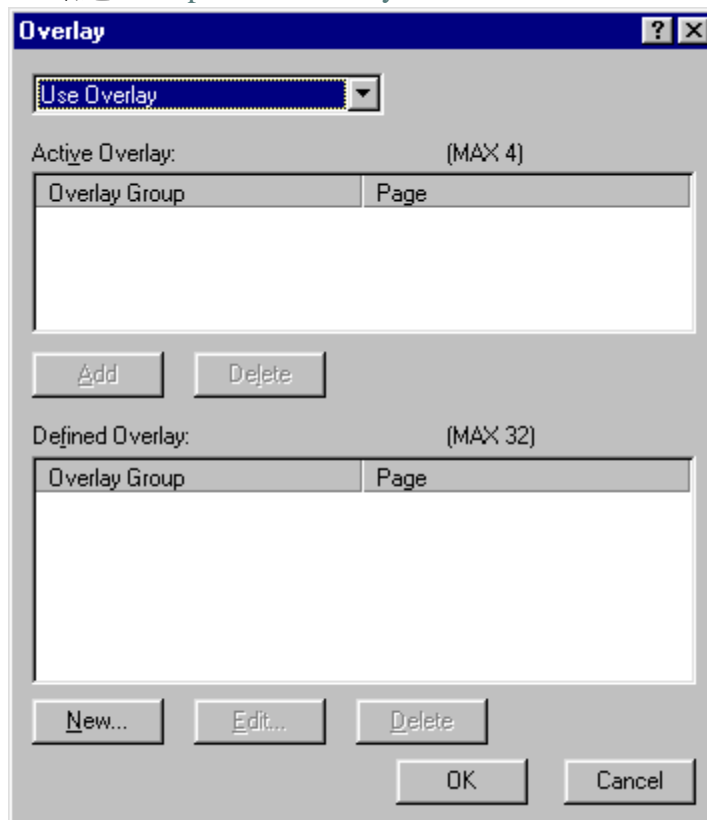 Overlay
Use Overlay
Active Overlay: (MAX 4)
Overlay Group Page
Add Delete
Defined Overlay: (MAX 32)
Overlay Group Page
New... Edit... Delete
OK Cancel